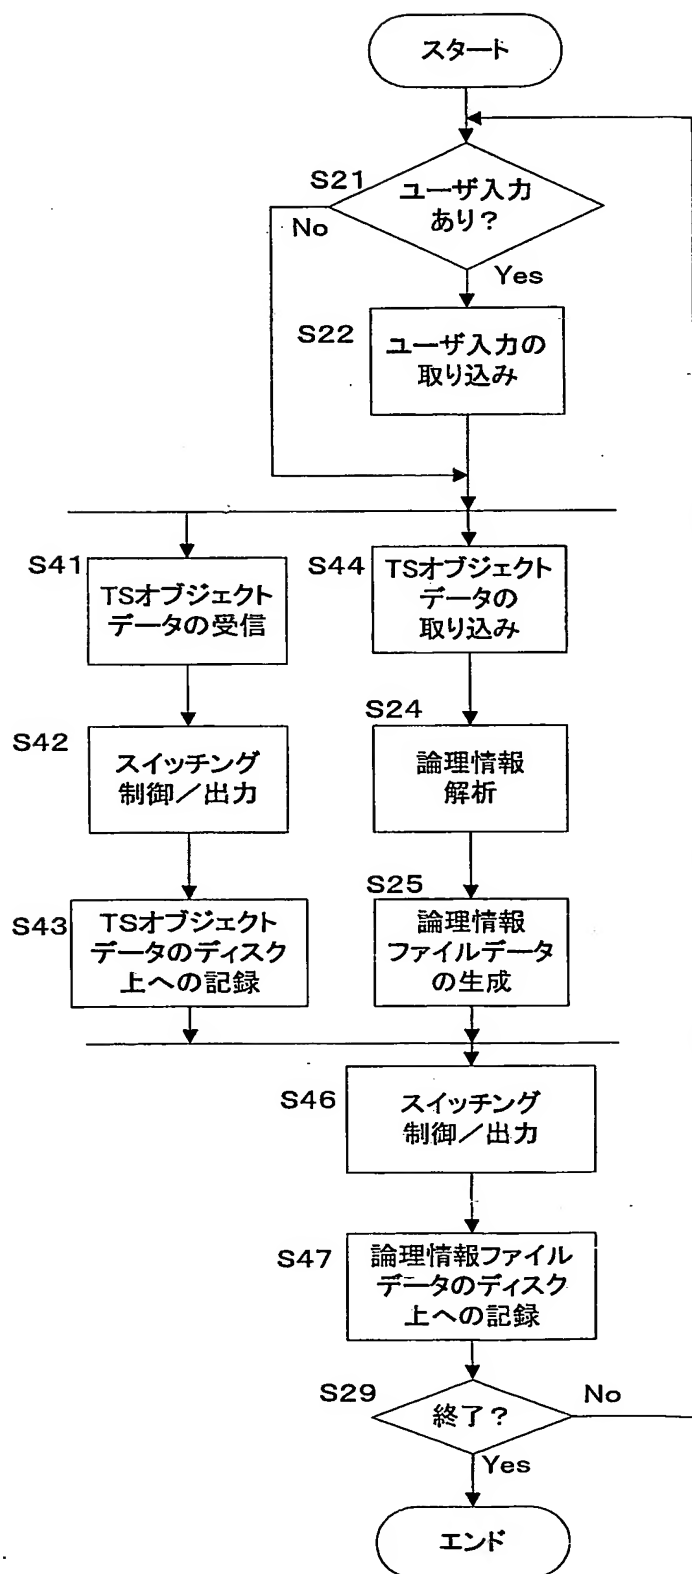 スタート
S21
ユーザ入力
あり？
No
Yes
S22
ユーザ入力の
取り込み
S41
TSオブジェクト
データの受信
S44
TSオブジェクト
データの
取り込み
S42
スイッチング
制御／出力
S24
論理情報
解析
S43
TSオブジェクト
データのディスク
上への記録
S25
論理情報
ファイルデータ
の生成
S46
スイッチング
制御／出力
S47
論理情報ファイル
データのディスク
上への記録
S29
終了？
No
Yes
エンド